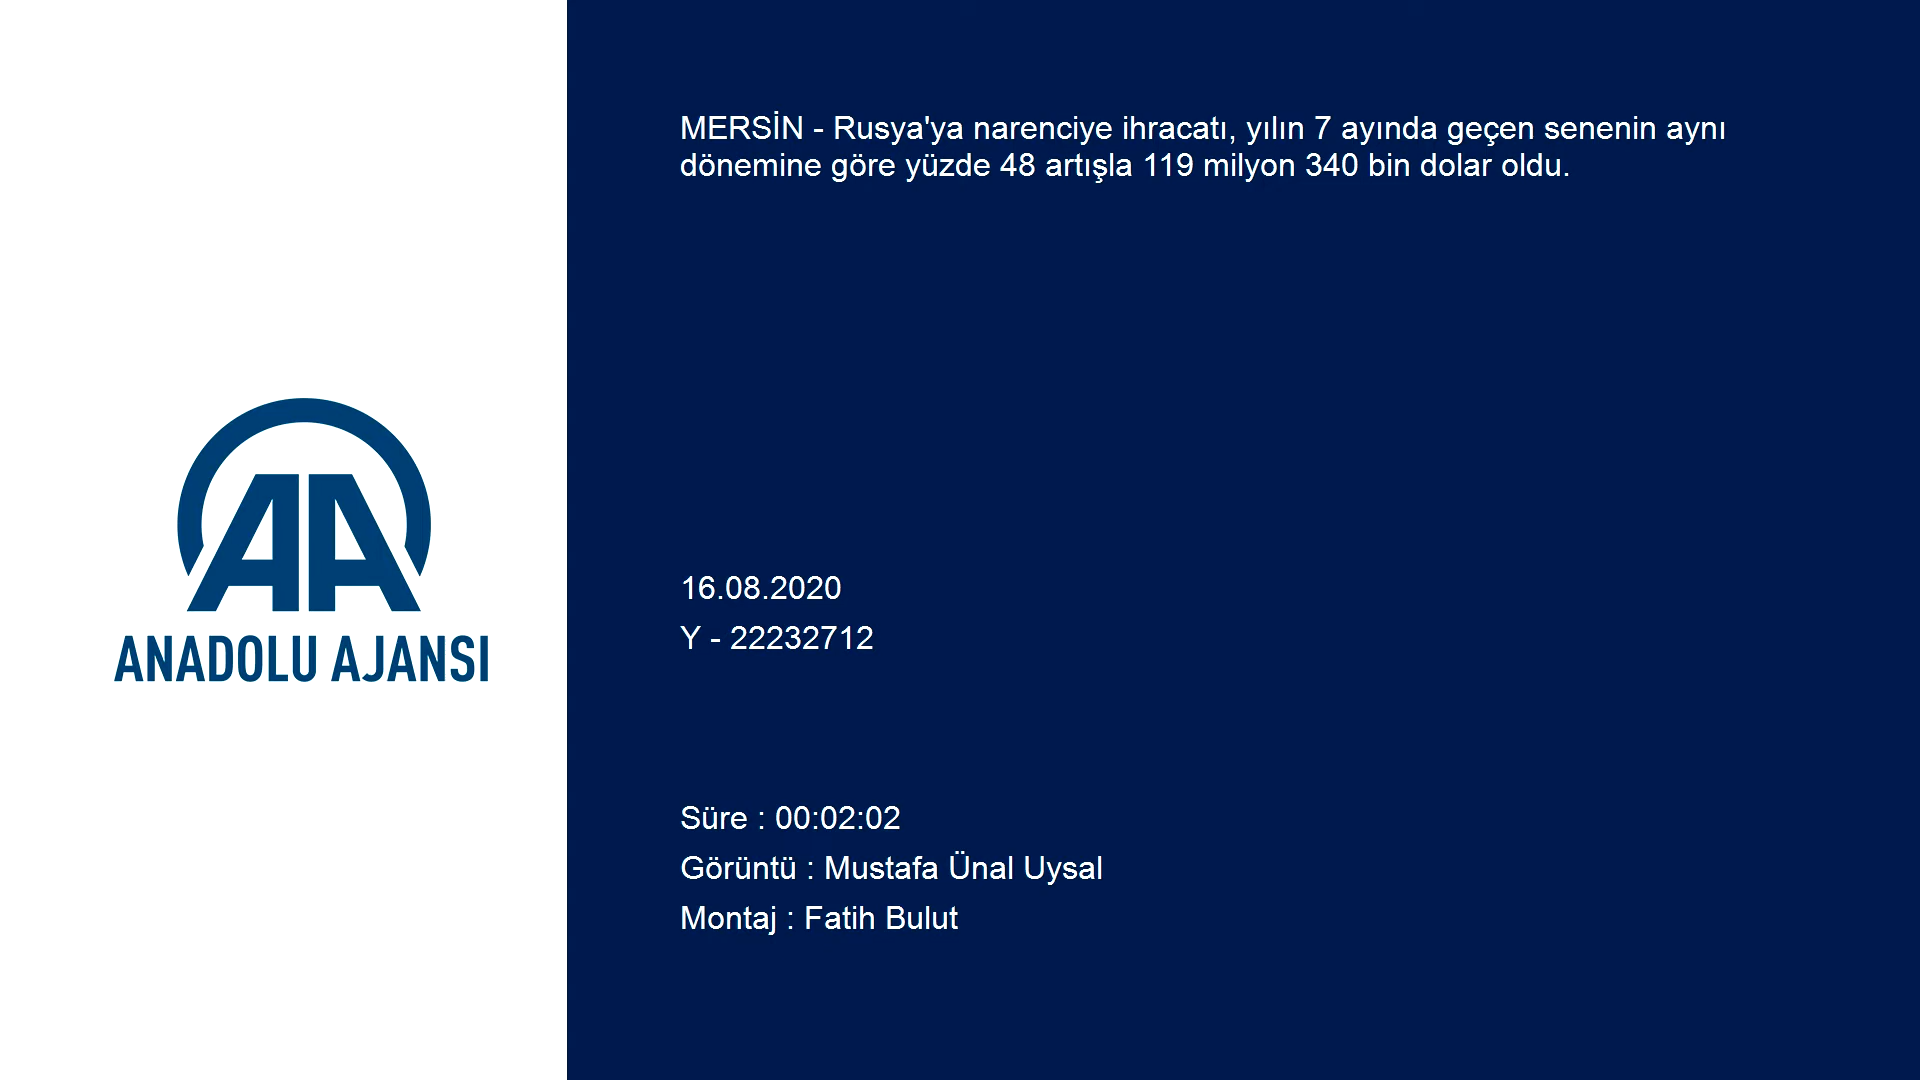 MERSİN - Rusya'ya narenciye ihracatı, yılın 7 ayında geçen senenin aynı
dönemine göre yüzde 48 artışla 119 milyon 340 bin dolar oldu.
AA
ANADOLU AJANSI
16.08.2020
Y - 22232712
Süre : 00:02:02
Görüntü : Mustafa Ünal Uysal
Montaj : Fatih Bulut